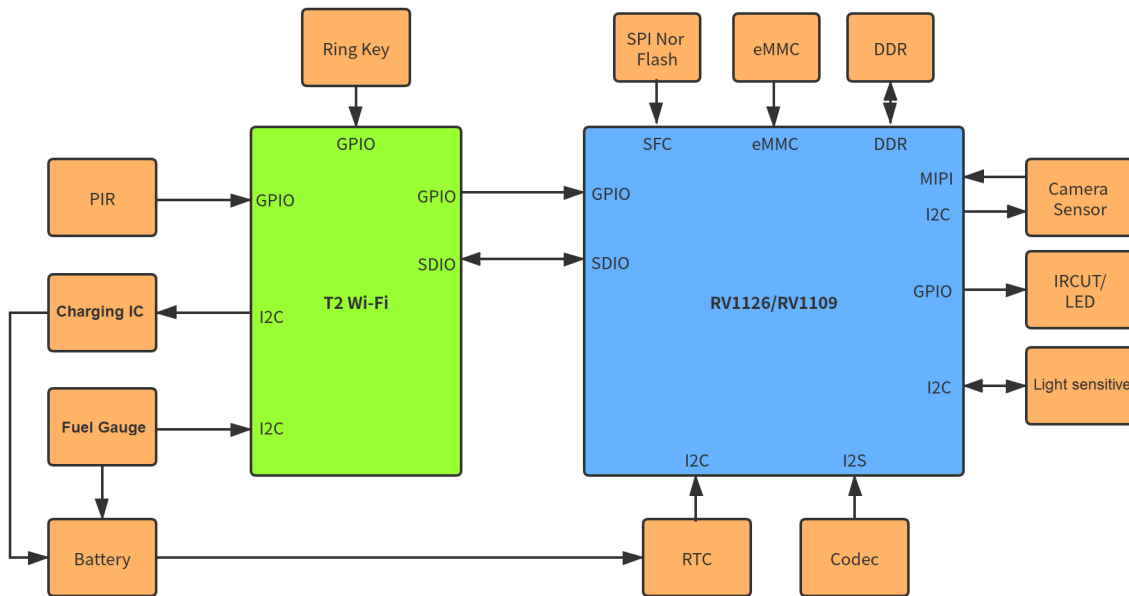 Ring Key
SPI Nor
Flash
eMMC
DDR
GPIO
SFC
eMMC
DDR
PIR
GPIO
GPIO
GPIO
MIPI
I2C
Camera
Sensor
SDIO
SDIO
Charging IC
I2C
T2 Wi-Fi
RV1126/RV1109
GPIO
IRCUT/
LED
Fuel Gauge
I2C
I2C
Light sensitive
I2C
I2S
Battery
RTC
Codec